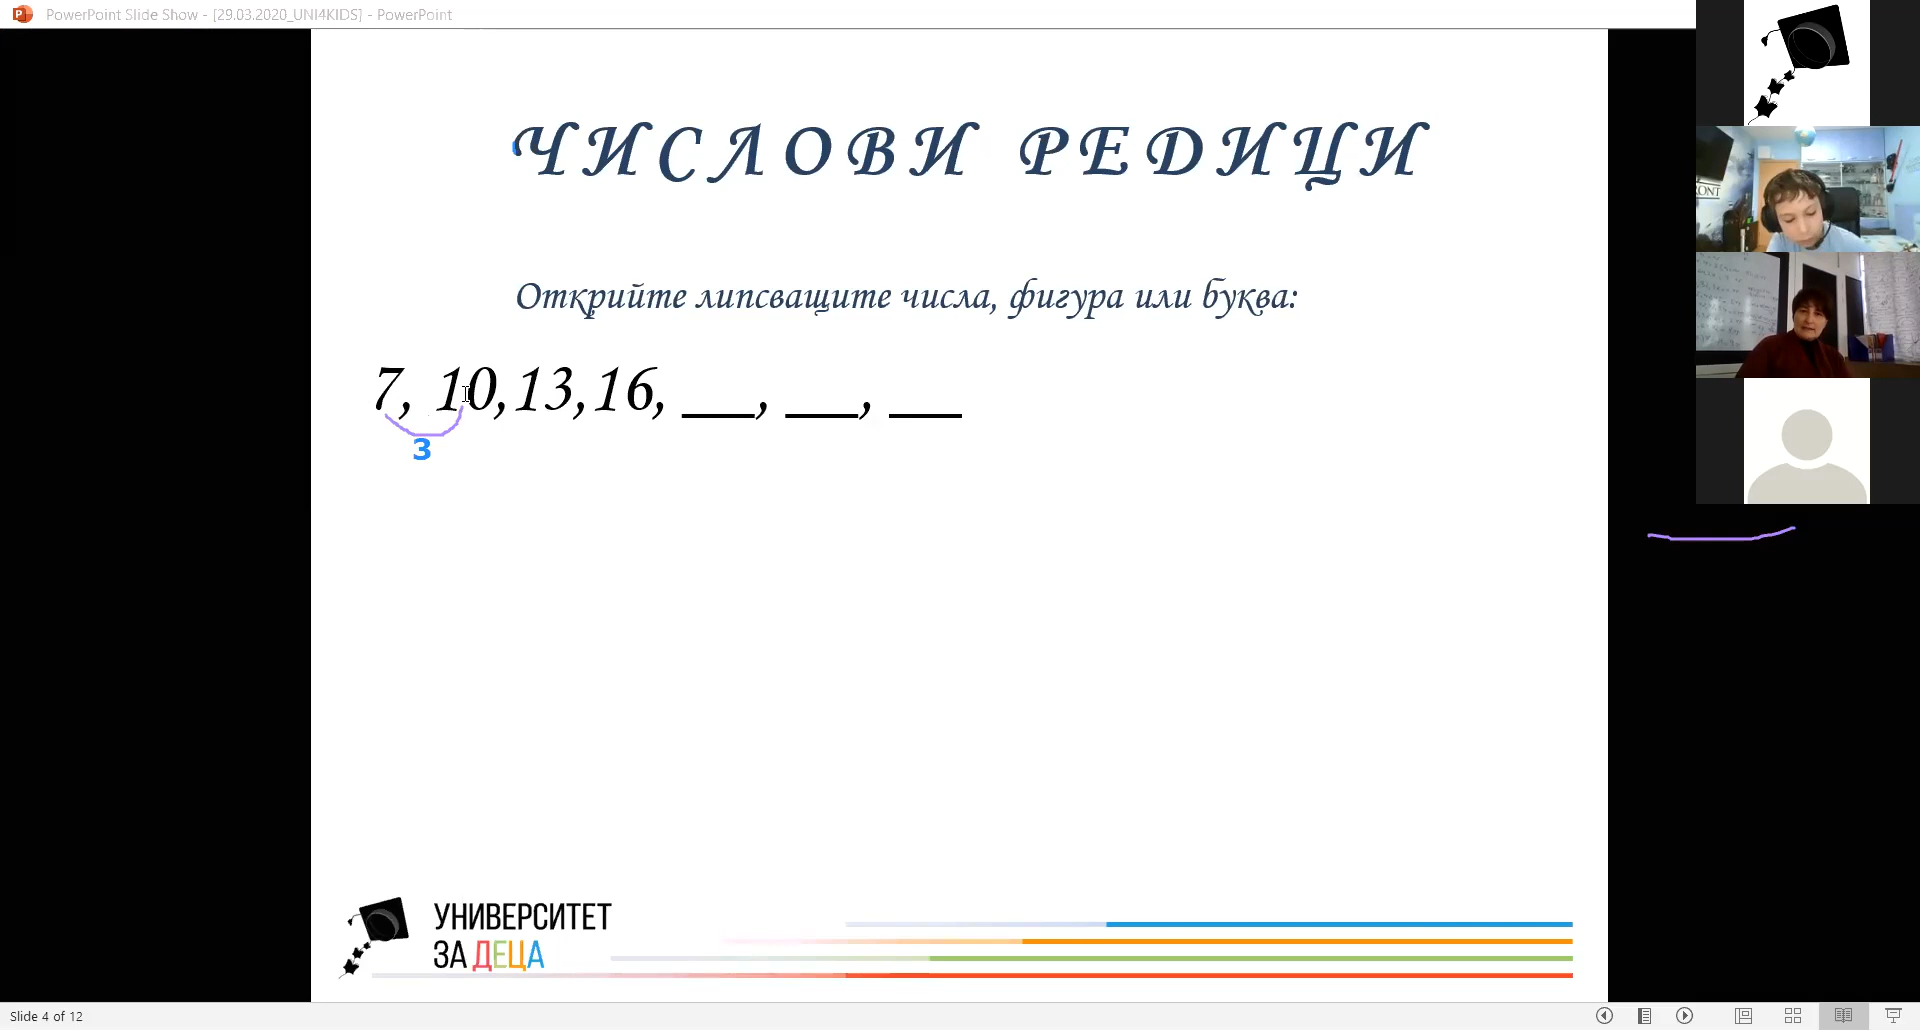 PowerPoint Slide Show - [29.03.2020_UNI4KIDS] - PowerPoint
ЧИСЛОВИ РЕДИЦИ
Открийте липсващите числа, фигура или буква:
7, 10,13,16, __, __, __
3
УНИВЕРСИТЕТ
ЗА ДЕЦА
Slide 4 of 12